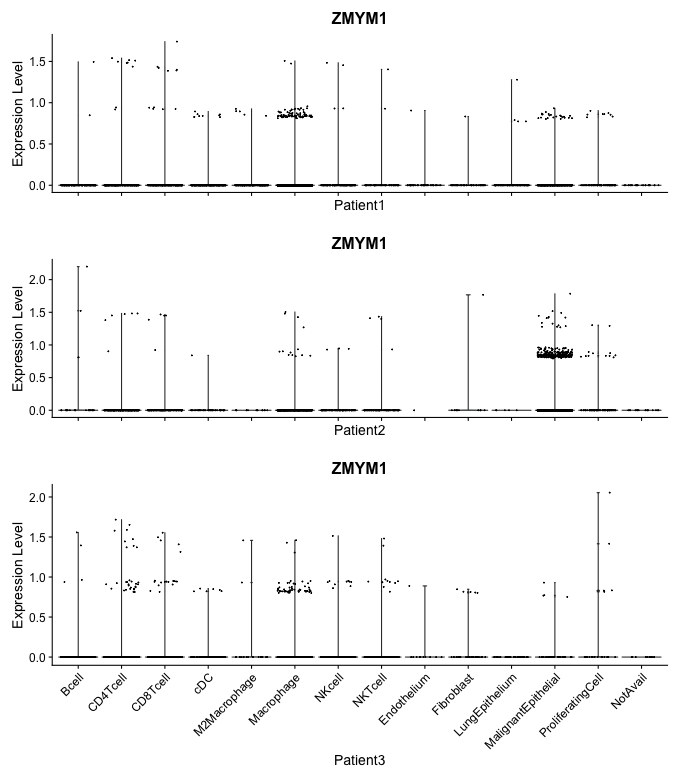 ZMYM1
Expression Level
1.5
1.0
0.5
0.0
Patient1
ZMYM1
Expression Level
2.0
1.5
1.0
0.5
0.0
Patient2
ZMYM1
Expression Level
2.0
1.5
1.0
0.5
0.0
Bcell
CD4Tcell
CD8Tcell
cDC
M2Macrophage
Macrophage
NKcell
NKTcell
Endothelium
Fibroblast
LungEpithelium
MalignantEpithelial
ProliferatingCell
NotAvail
Patient3